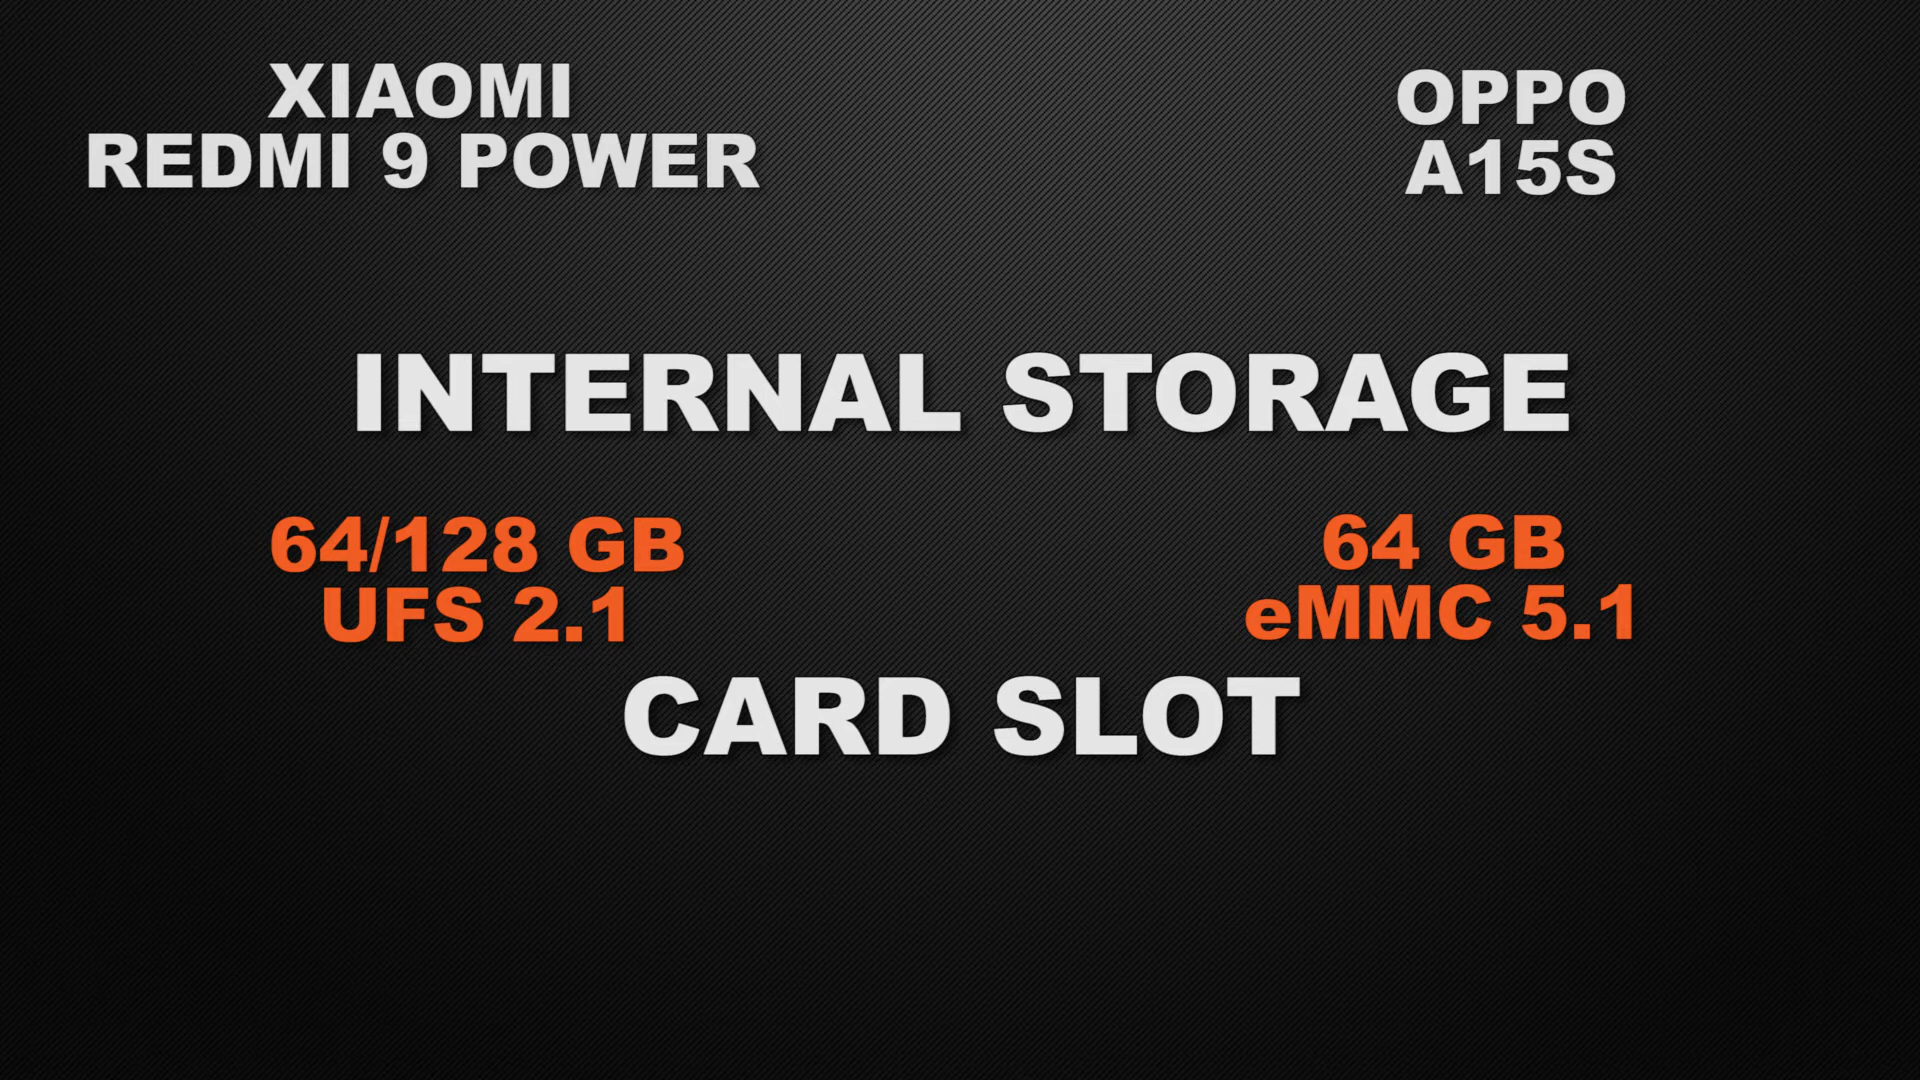 XIAOMI
REDMI 9 POWER
OPPO
A15S
INTERNAL STORAGE
64/128 GB
UFS 2.1
64 GB
eMMC 5.1
CARD SLOT